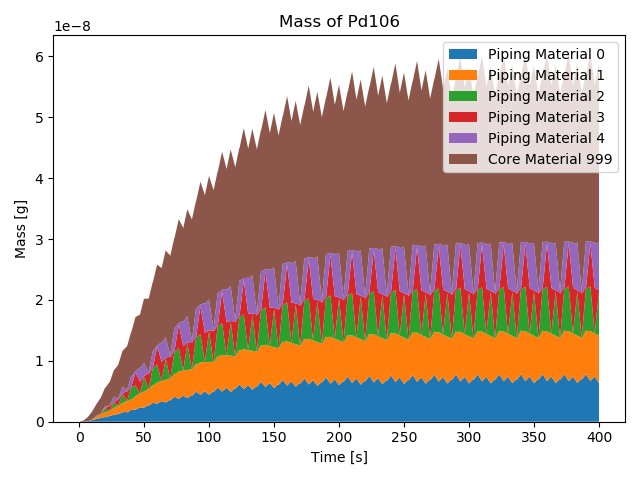 Mass of Pd106
1e−8
Piping Material 0
Piping Material 1
Piping Material 2
Piping Material 3
Piping Material 4
Core Material 999
6
5
4
3
2
1
0
Mass [g]
0 50 100 150 200 250 300 350 400
Time [s]